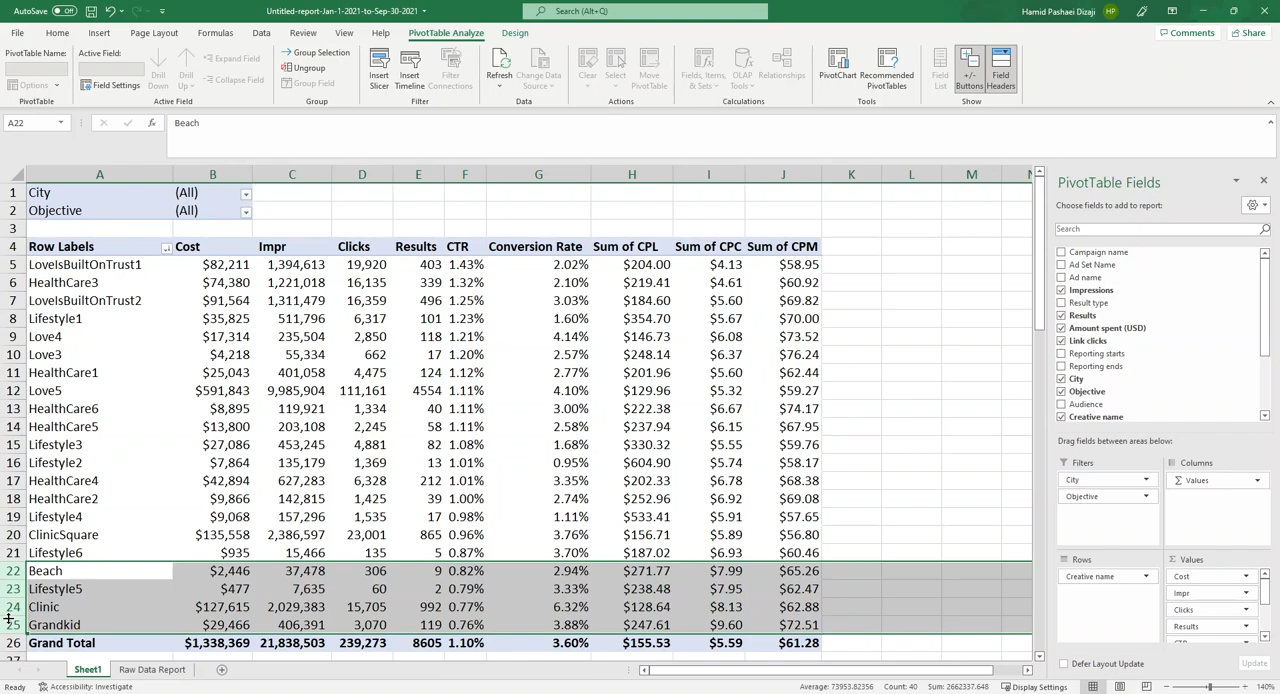 AutoSave Off Untitled-report-Jan-1-2021-to-Sep-30-2021 Search (Alt+Q) Hamid Pashaei Dizaji HP
File Home Insert Page Layout Formulas Data Review View Help PivotTable Analyze Design Comments Share
PivotTable Name: Active Field:
Options Field Settings Drill Down Drill Up Expand Field Collapse Field
Group Selection Ungroup Group Field
Insert Slicer Insert Timeline Filter Connections Refresh Change Data Source Clear Select Move PivotTable Fields, Items, & Sets OLAP Tools Relationships PivotChart Recommended PivotTables Field List +/- Buttons Field Headers
PivotTable Active Field Group Filter Data Actions Calculations Tools Show
A22 fx Beach
A B C D E F G H I J K L M N
1 City (All)
2 Objective (All)
3
4 Row Labels Cost Impr Clicks Results CTR Conversion Rate Sum of CPL Sum of CPC Sum of CPM
5 LoveIsBuiltOnTrust1 $82,211 1,394,613 403 1.43% 2.02% $204.00 $4.13 $58.95
6 HealthCare3 $74,380 1,221,018 16,135 339 1.32% 2.10% $219.41 $4.61 $60.92
7 LoveIsBuiltOnTrust2 $91,564 1,311,479 16,359 496 1.25% 3.03% $184.60 $5.60 $69.82
8 Lifestyle1 $35,825 511,796 101 1.23% 1.60% $354.70 $5.67 $70.00
9 Love4 $17,314 235,504 2,850 118 1.21% 4.14% $146.73 $6.08 $73.52
10 Love3 $4,218 55,334 662 17 1.20% 2.57% $248.14 $6.37 $76.24
11 HealthCare1 $25,043 401,058 4,475 124 1.12% 2.77% $201.96 $5.60 $62.44
12 Love5 $591,843 9,985,904 4554 1.11% 4.10% $129.96 $5.32 $59.27
13 HealthCare6 $8,895 119,921 1,334 40 1.11% 3.00% $222.38 $6.67 $74.17
14 HealthCare5 $13,800 203,108 2,243 58 1.11% 2.58% $237.94 $6.15 $67.95
15 Lifestyle3 $27,086 453,245 4,881 82 1.08% 1.68% $330.32 $5.55 $59.76
16 Lifestyle2 $7,864 135,179 1,369 13 1.01% 0.95% $604.90 $5.74 $58.17
17 HealthCare4 $42,894 627,283 6,328 212 1.01% 3.35% $202.33 $6.78 $68.38
18 HealthCare2 $9,866 142,815 1,425 39 1.00% 2.74% $252.96 $6.92 $69.08
19 Lifestyle4 $9,068 157,296 1,535 17 0.98% 1.11% $533.41 $5.91 $57.65
20 ClinicSquare $135,558 2,386,597 23,001 865 0.96% 3.76% $156.71 $5.89 $56.80
21 Lifestyle6 $935 15,466 135 5 0.87% 3.70% $187.02 $6.93 $60.46
22 Beach $2,446 37,478 9 2.94% $271.77 $7.99 $65.26
23 Lifestyle5 $477 7,635 60 2 0.79% 3.33% $238.48 $7.95 $62.47
24 Clinic $127,615 2,029,383 15,705 992 0.77% 6.32% $128.64 $8.13 $62.88
25 Grandkid $29,466 406,391 3,070 119 0.76% 3.88% $247.61 $9.60 $72.51
26 Grand Total $1,338,369 21,838,503 239,273 8605 1.10% 3.60% $155.53 $5.59 $61.28
27
PivotTable Fields
Choose fields to add to report:
Search
Campaign name
Ad Set Name
Ad name
Impressions
Result type
Results
Amount spent (USD)
Link clicks
Reporting starts
Reporting ends
City
Objective
Audience
Creative name
Drag fields between areas below:
Filters Columns
City Σ Values
Objective
Rows Σ Values
Creative name Cost
Impr
Clicks
Results
Defer Layout Update Update
Sheet1 Raw Data Report
Ready Accessibility: Investigate Average: 73953.82356 Count: 40 Sum: 2662337.648 Display Settings 140%